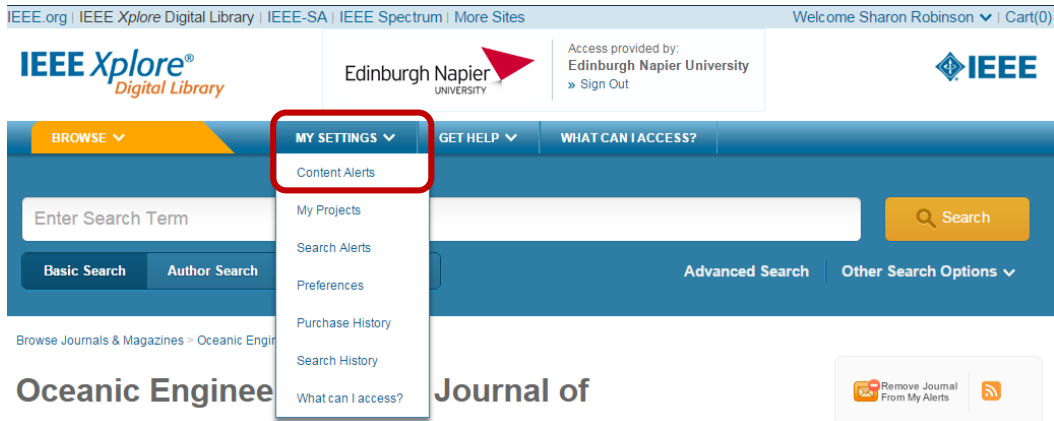 IEEE.org | IEEE Xplore Digital Library | IEEE-SA | IEEE Spectrum | More Sites
Welcome Sharon Robinson | Cart(0)
IEEE Xplore®
Digital Library
Edinburgh Napier
UNIVERSITY
Access provided by:
Edinburgh Napier University
» Sign Out
IEEE
BROWSE
MY SETTINGS
GET HELP
WHAT CAN I ACCESS?
Content Alerts
My Projects
Search Alerts
Preferences
Purchase History
Search History
What can I access?
Enter Search Term
Search
Basic Search
Author Search
Advanced Search
Other Search Options
Browse Journals & Magazines > Oceanic Engir
Oceanic Enginee Journal of
Remove Journal
From My Alerts